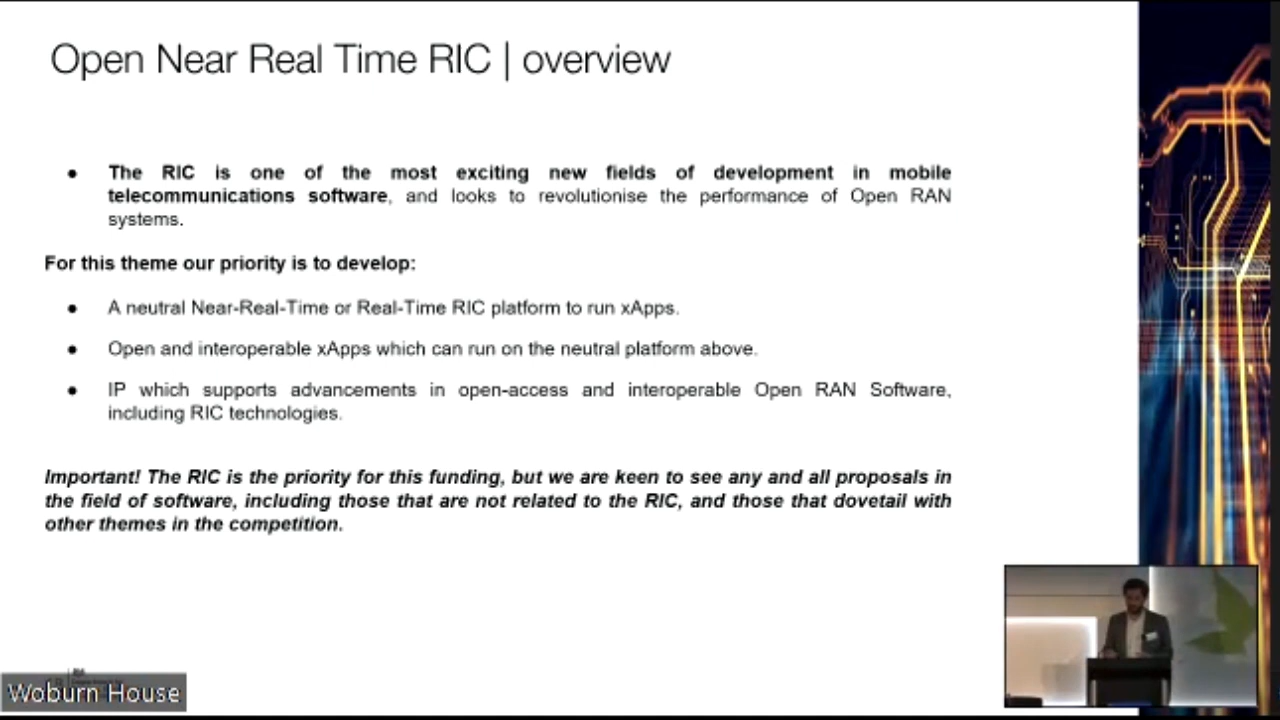 Open Near Real Time RIC | overview
● The RIC is one of the most exciting new fields of development in mobile
telecommunications software, and looks to revolutionise the performance of Open RAN
systems.
For this theme our priority is to develop:
● A neutral Near-Real-Time or Real-Time RIC platform to run xApps.
● Open and interoperable xApps which can run on the neutral platform above.
● IP which supports advancements in open-access and interoperable Open RAN Software,
including RIC technologies.
Important! The RIC is the priority for this funding, but we are keen to see any and all proposals in
the field of software, including those that are not related to the RIC, and those that dovetail with
other themes in the competition.
Woburn House